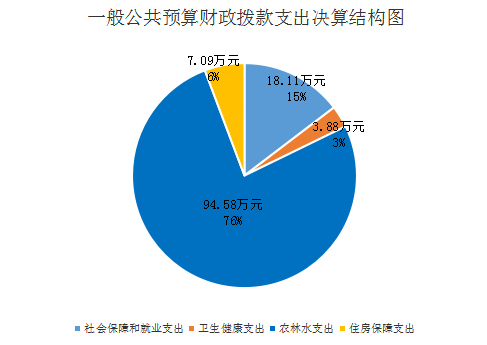 一般公共预算财政拨款支出决算结构图
7.09万元
6%
18.11万元
15%
3.88万元
3%
94.58万元
76%
社会保障和就业支出 卫生健康支出 农林水支出 住房保障支出